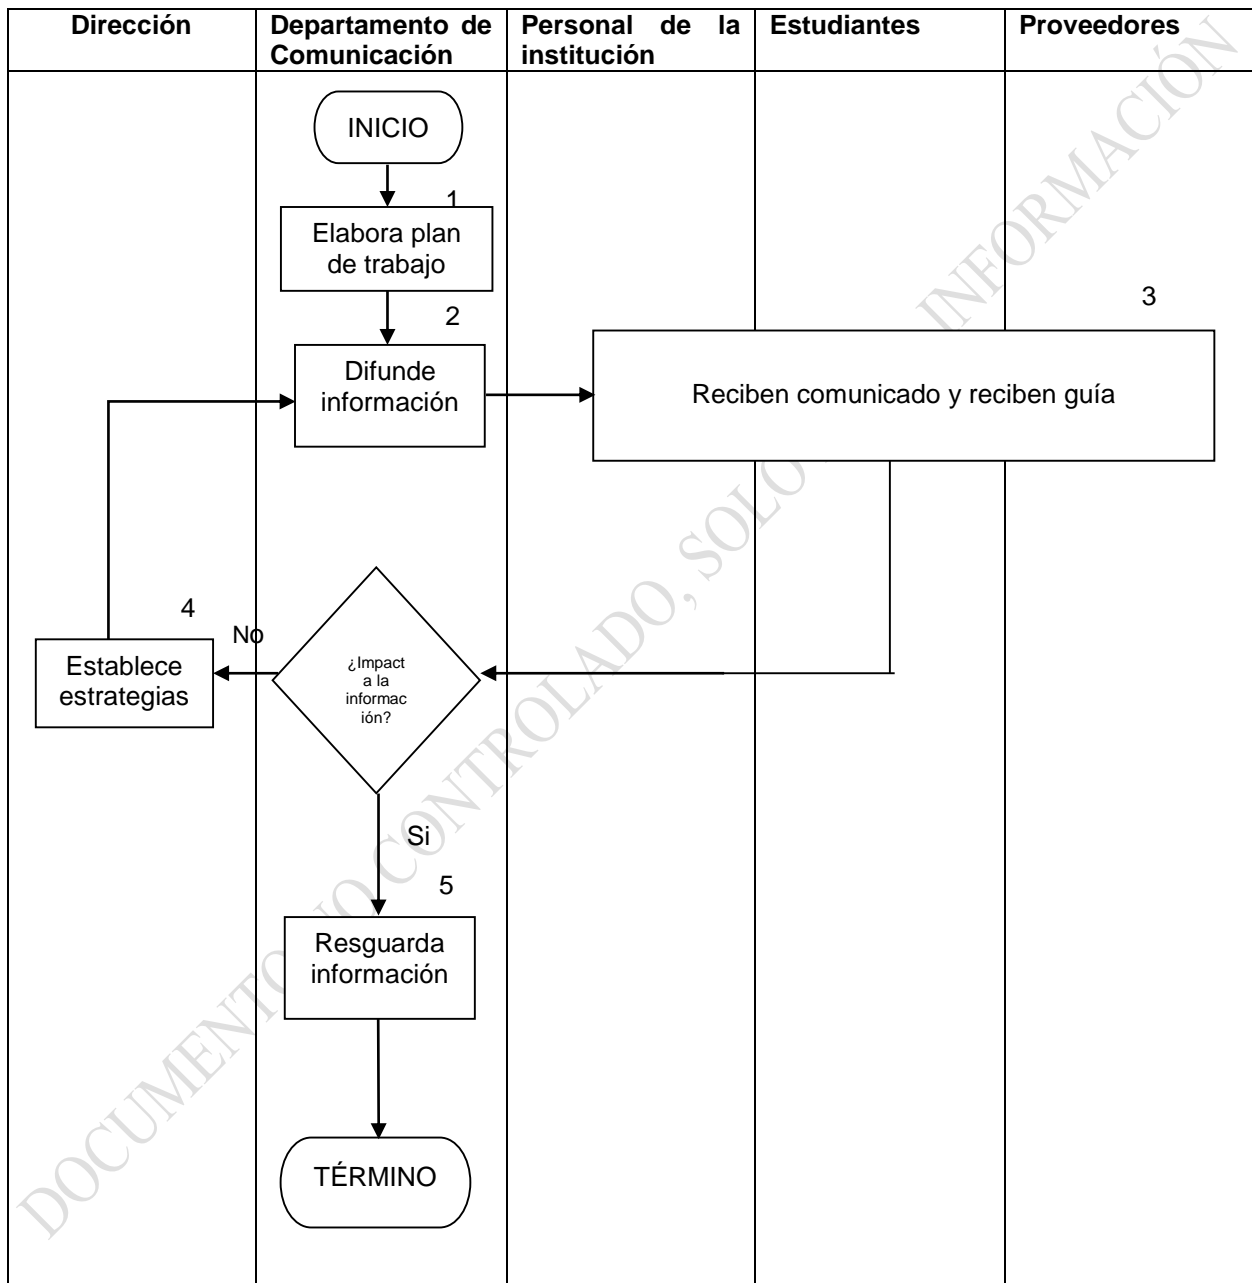 Dirección
Departamento de
Comunicación
Personal de la
institución
Estudiantes
Proveedores
INICIO
1
Elabora plan
de trabajo
2
Difunde
información
3
Reciben comunicado y reciben guía
4
Establece
estrategias
No
¿Impact
a la
informac
ión?
Si
5
Resguarda
información
TÉRMINO
DOCUMENTO NO CONTROLADO, SOLO INFORMACIÓN